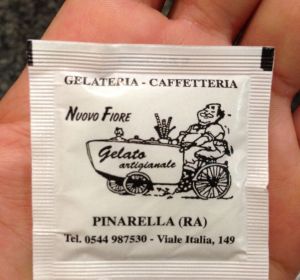 GELATERIA - CAFFETTERIA
NUOVO FIORE
Gelato
artigianale
PINARELLA (RA)
Tel. 0544 987530 - Viale Italia, 149